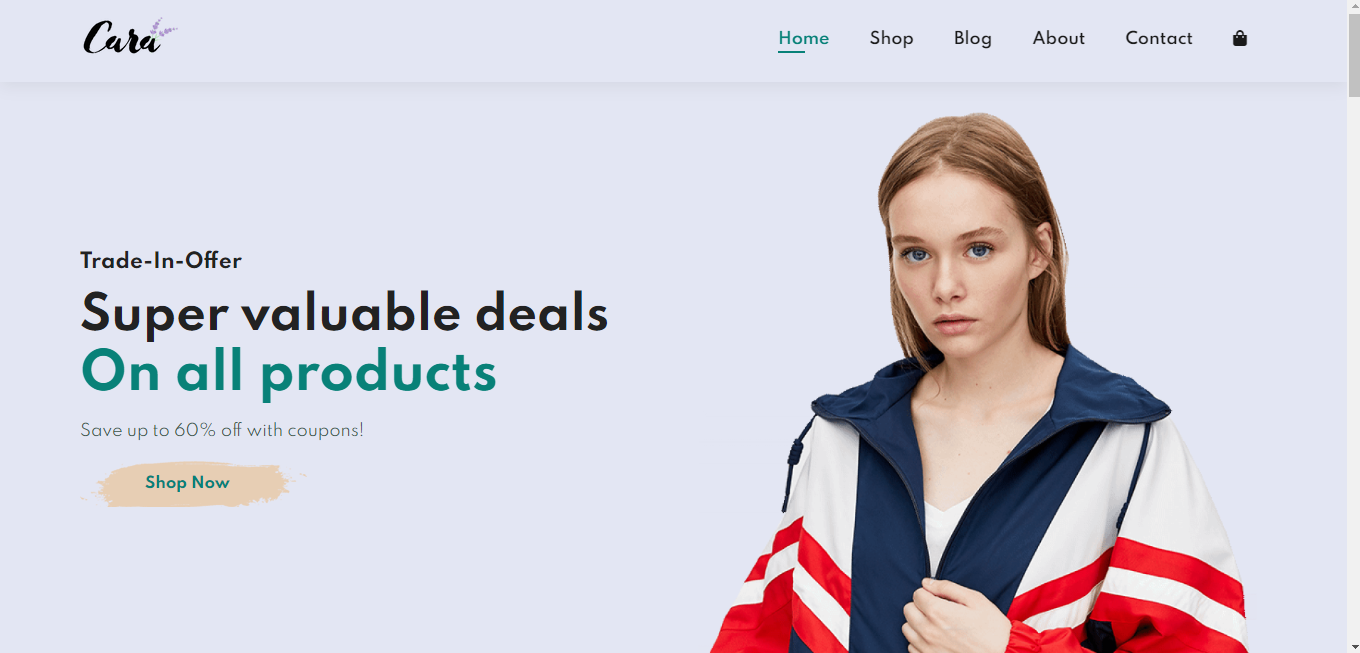 Cara
Home Shop Blog About Contact
Trade-In-Offer
Super valuable deals
On all products
Save up to 60% off with coupons!
Shop Now